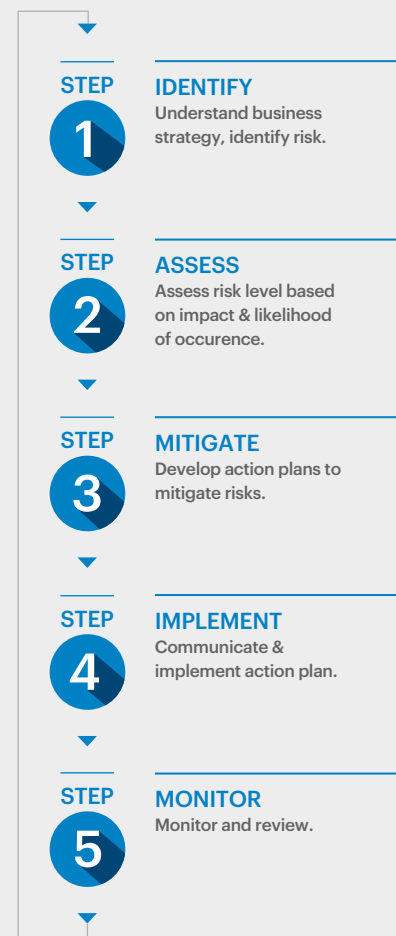 STEP
1
IDENTIFY
Understand business
strategy, identify risk.
STEP
2
ASSESS
Assess risk level based
on impact & likelihood
of occurence.
STEP
3
MITIGATE
Develop action plans to
mitigate risks.
STEP
4
IMPLEMENT
Communicate &
implement action plan.
STEP
5
MONITOR
Monitor and review.